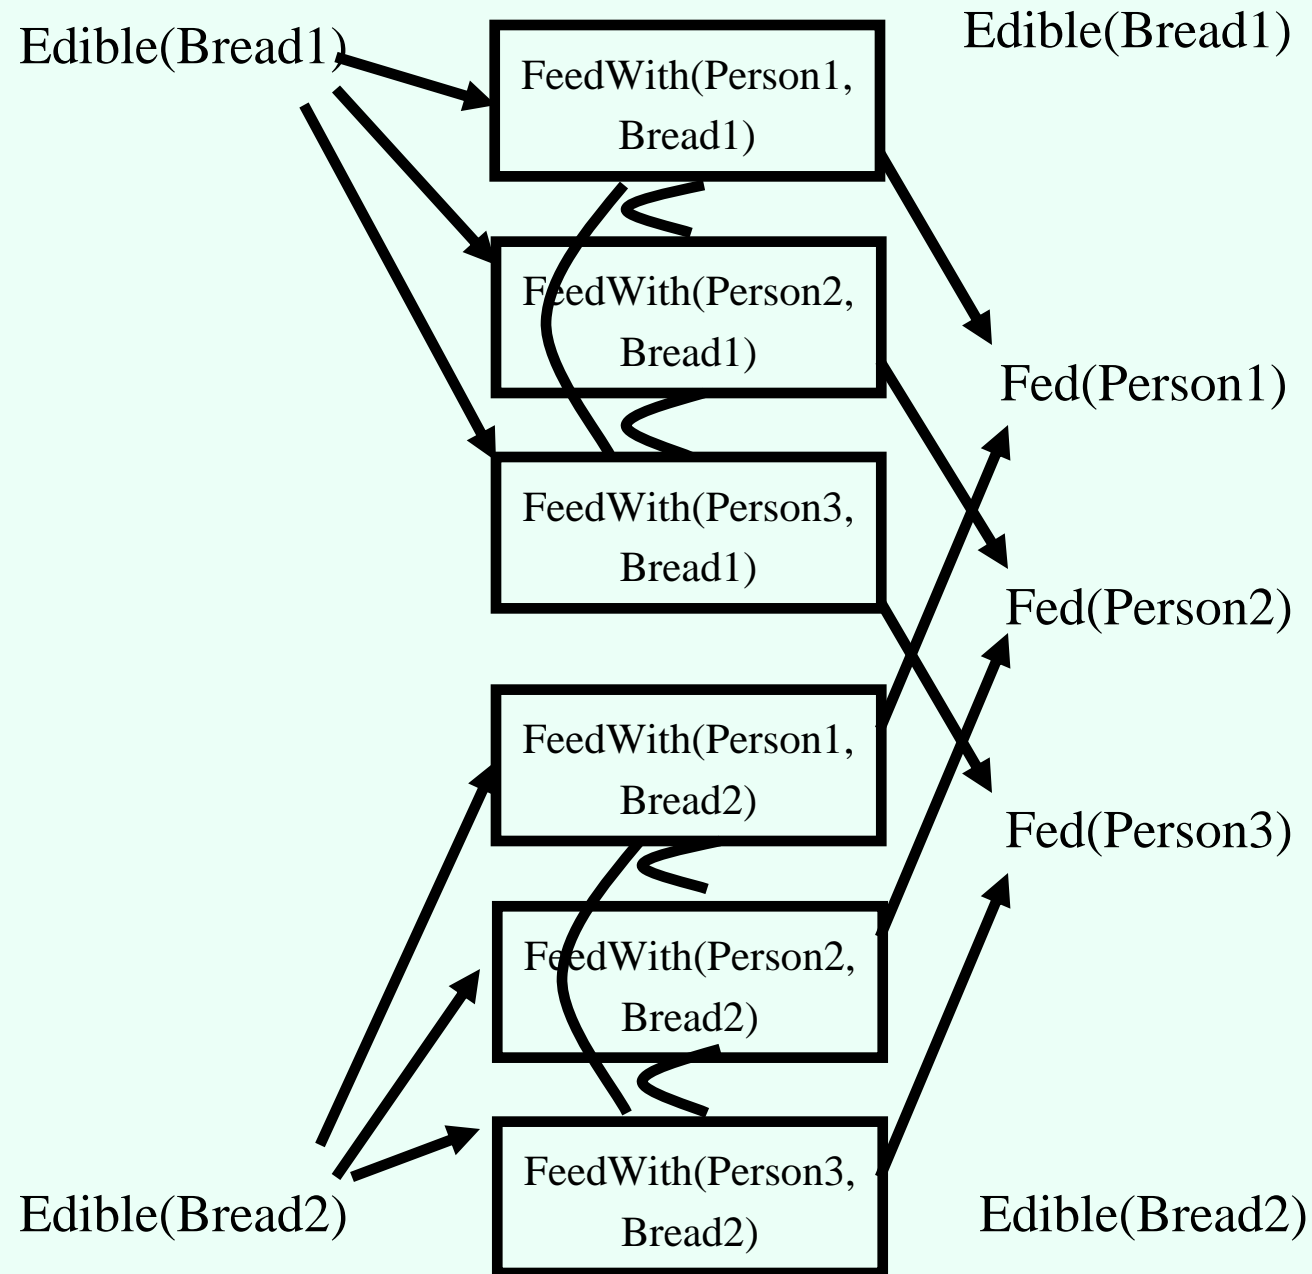 Edible(Bread1)
FeedWith(Person1,
Bread1)
Edible(Bread1)
FeedWith(Person2,
Bread1)
Fed(Person1)
FeedWith(Person3,
Bread1)
Fed(Person2)
FeedWith(Person1,
Bread2)
Fed(Person3)
FeedWith(Person2,
Bread2)
Edible(Bread2)
FeedWith(Person3,
Bread2)
Edible(Bread2)